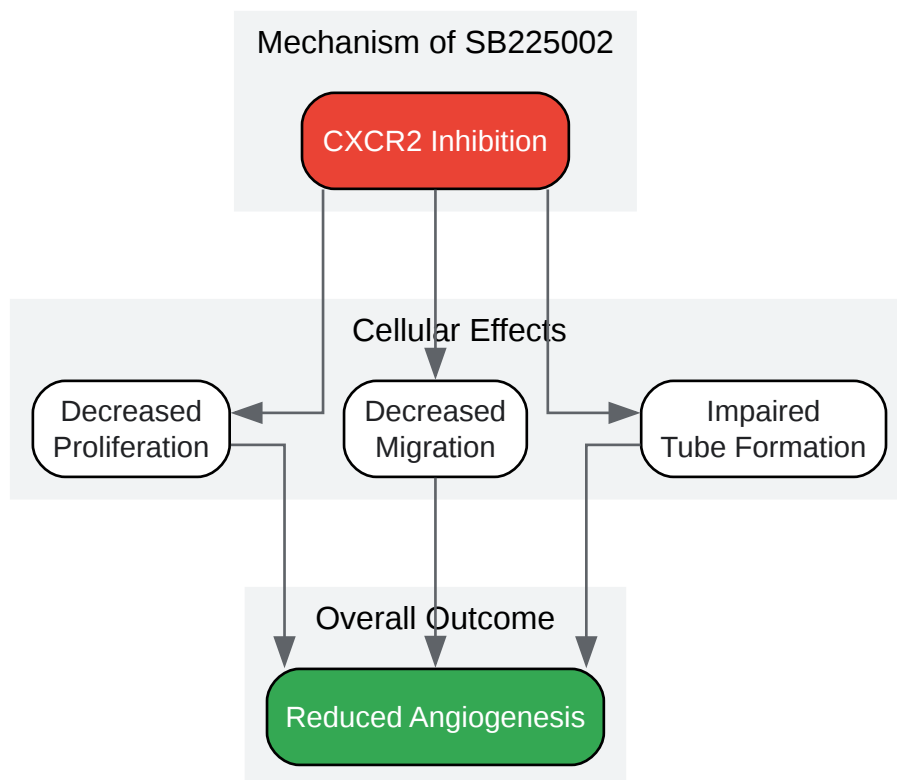 Mechanism of SB225002
CXCR2 Inhibition
Cellular Effects
Decreased
Proliferation
Decreased
Migration
Impaired
Tube Formation
Overall Outcome
Reduced Angiogenesis